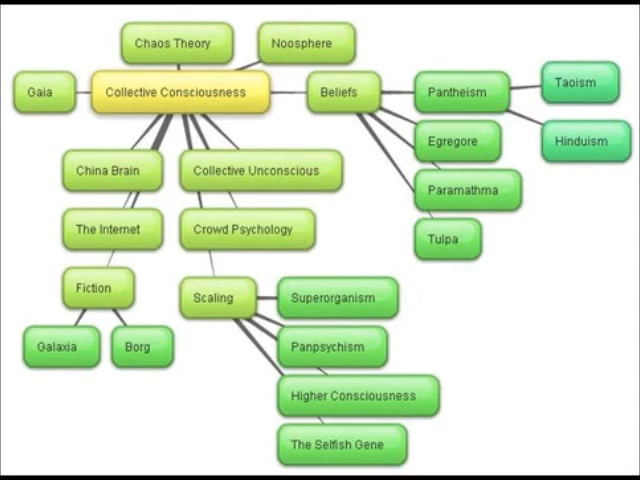 Chaos Theory
Noosphere
Gaia
Collective Consciousness
Beliefs
Pantheism
Taoism
Hinduism
Egregore
Paramathma
Tulpa
China Brain
Collective Unconscious
The Internet
Crowd Psychology
Fiction
Galaxia
Borg
Scaling
Superorganism
Panpsychism
Higher Consciousness
The Selfish Gene